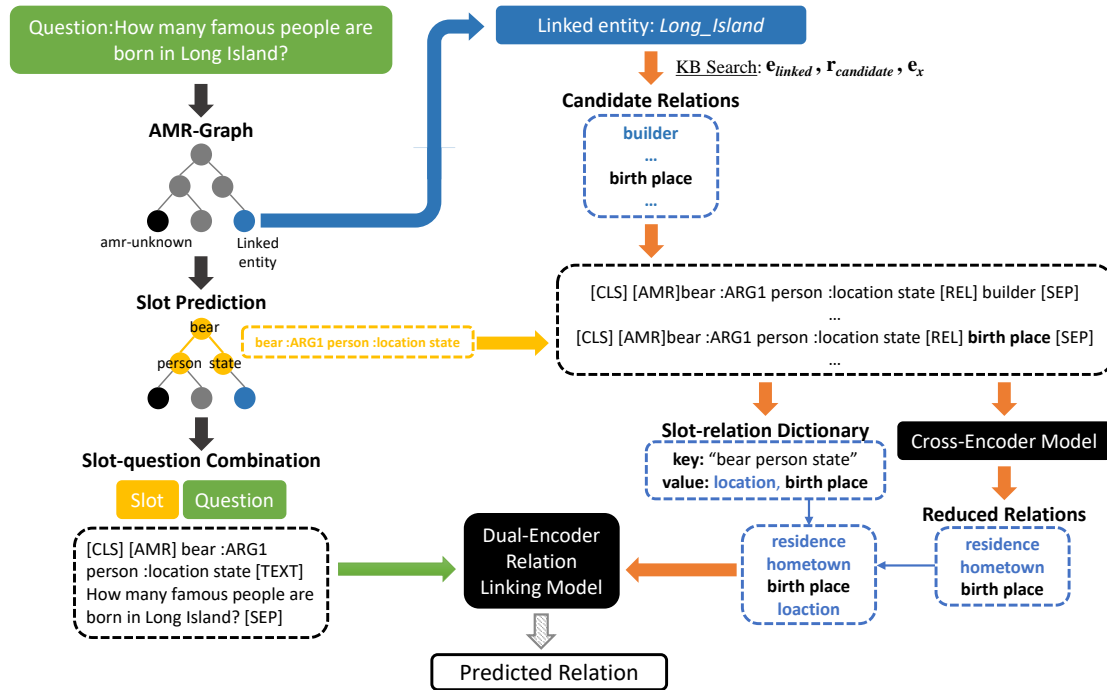 Question:How many famous people are
born in Long Island?
AMR-Graph
amr-unknown
Linked
entity
Slot Prediction
bear
person
state
bear :ARG1 person :location state
Slot-question Combination
Slot
Question
[CLS] [AMR] bear :ARG1
person :location state [TEXT]
How many famous people are
born in Long Island? [SEP]
Linked entity: Long_Island
KB Search: e_linked , r_candidate , e_x
Candidate Relations
builder
...
birth place
...
[CLS] [AMR]bear :ARG1 person :location state [REL] builder [SEP]
...
[CLS] [AMR]bear :ARG1 person :location state [REL] birth place [SEP]
...
Slot-relation Dictionary
key: “bear person state”
value: location, birth place
Cross-Encoder Model
Reduced Relations
residence
hometown
birth place
residence
hometown
birth place
loaction
Dual-Encoder
Relation
Linking Model
Predicted Relation